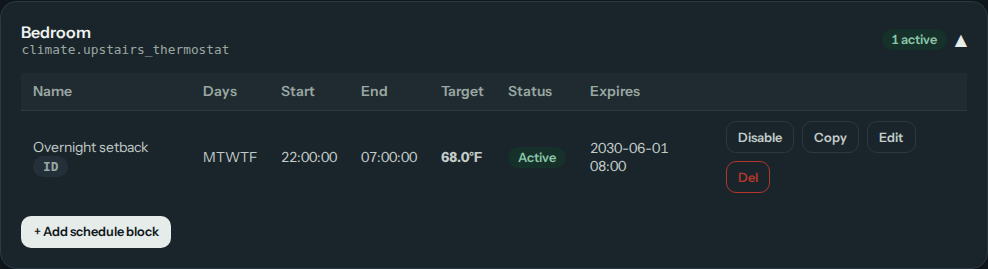 Bedroom
climate.upstairs_thermostat
1 active ▲
Name Days Start End Target Status Expires
Overnight setback
ID
MTWTF 22:00:00 07:00:00 68.0°F Active
2030-06-01
08:00
Disable Copy Edit
Del
+ Add schedule block